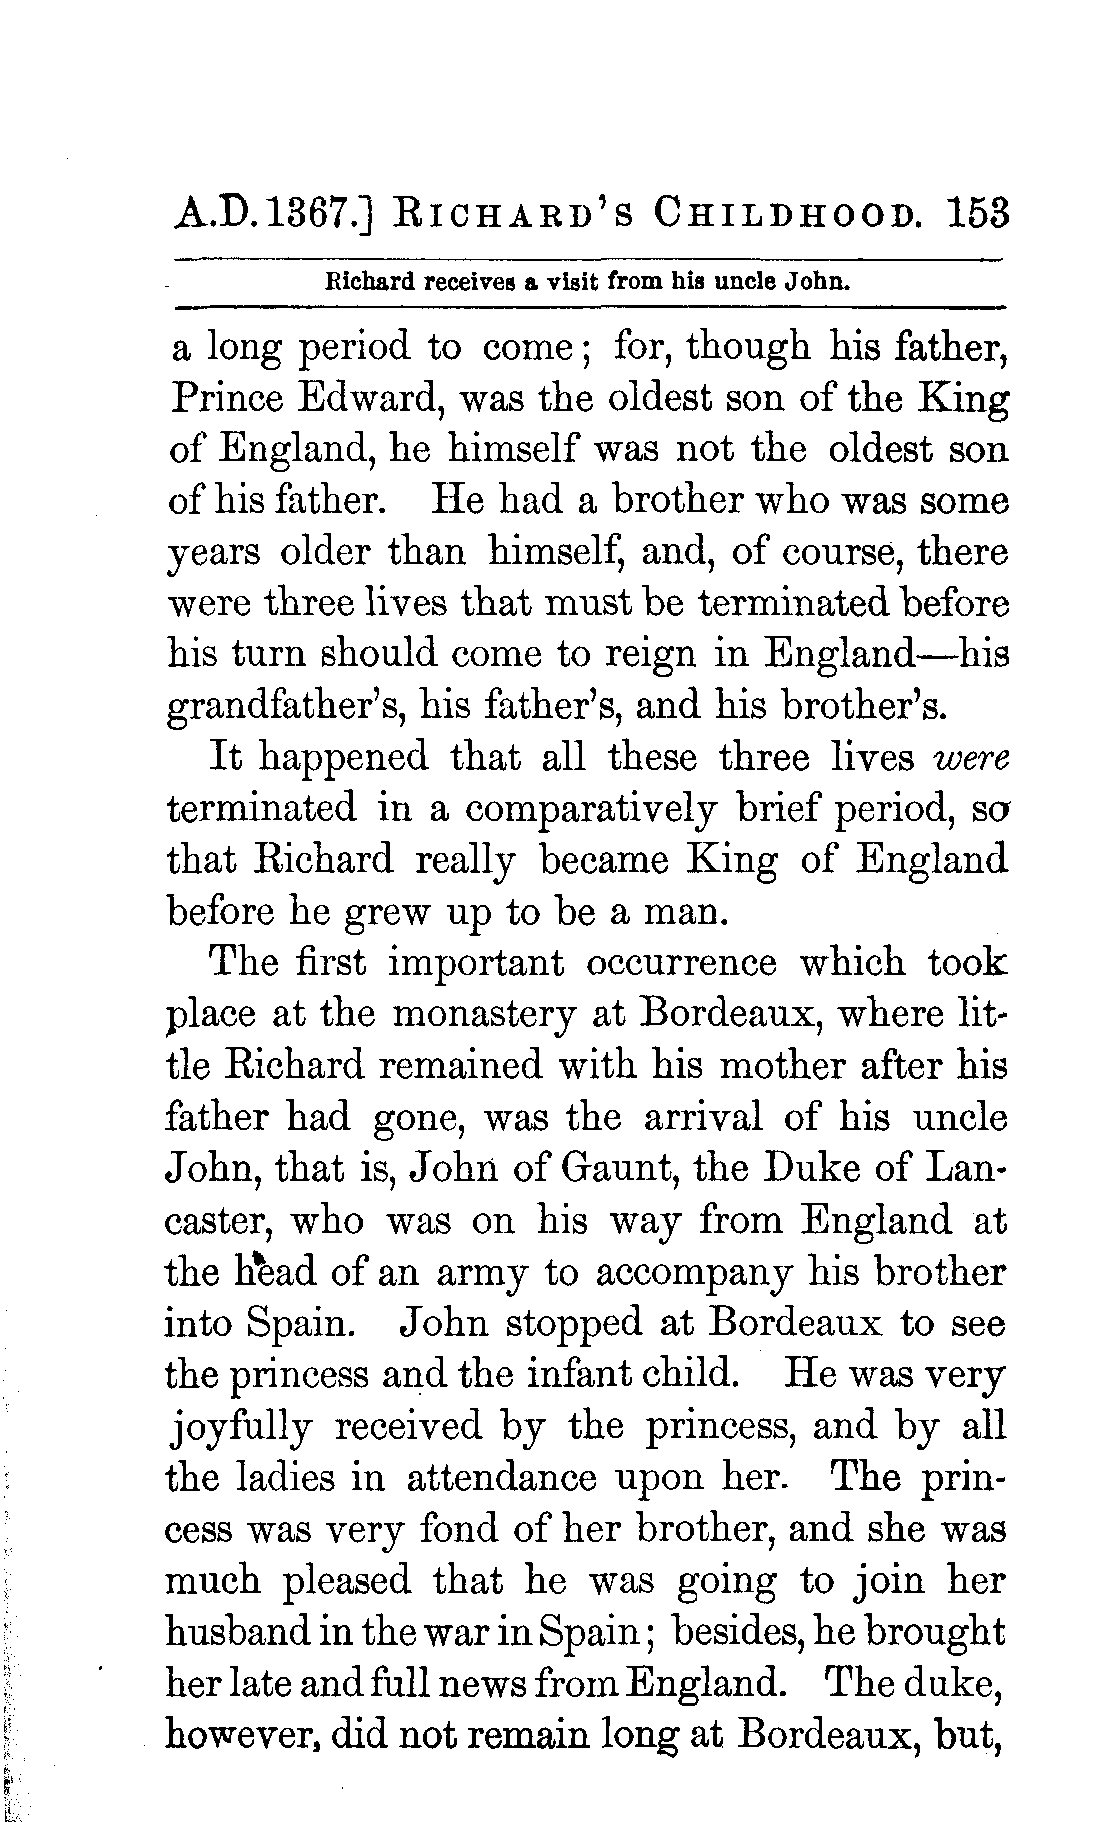 A.D. 1367.] RICHARD'S CHILDHOOD. 153
Richard receives a visit from his uncle John.
a long period to come; for, though his father,
Prince Edward, was the oldest son of the King
of England, he himself was not the oldest son
of his father. He had a brother who was some
years older than himself, and, of course, there
were three lives that must be terminated before
his turn should come to reign in England—his
grandfather's, his father's, and his brother's.
It happened that all these three lives were
terminated in a comparatively brief period, so
that Richard really became King of England
before he grew up to be a man.
The first important occurrence which took
place at the monastery at Bordeaux, where lit-
tle Richard remained with his mother after his
father had gone, was the arrival of his uncle
John, that is, John of Gaunt, the Duke of Lan-
caster, who was on his way from England at
the head of an army to accompany his brother
into Spain. John stopped at Bordeaux to see
the princess and the infant child. He was very
joyfully received by the princess, and by all
the ladies in attendance upon her. The prin-
cess was very fond of her brother, and she was
much pleased that he was going to join her
husband in the war in Spain; besides, he brought
her late and full news from England. The duke,
however, did not remain long at Bordeaux, but,